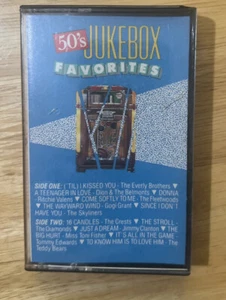 50's JUKEBOX
FAVORITES
SIDE ONE: ('TIL) I KISSED YOU - The Everly Brothers ▼
A TEENAGER IN LOVE - Dion & The Belmonts ▼ DONNA
- Ritchie Valens ▼ COME SOFTLY TO ME - The Fleetwoods
▼ THE WAYWARD WIND - Gogi Grant ▼ SINCE I DON'T
HAVE YOU - The Skyliners
SIDE TWO: 16 CANDLES - The Crests ▼ THE STROLL -
The Diamonds ▼ JUST A DREAM - Jimmy Clanton ▼ THE
BIG HURT - Miss Toni Fisher ▼ IT'S ALL IN THE GAME -
Tommy Edwards ▼ TO KNOW HIM IS TO LOVE HIM - The
Teddy Bears